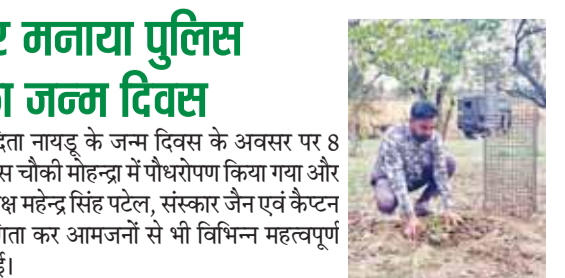 मनाया पुलिस
जन्म दिवस
नायडू के जन्म दिवस के अवसर पर 8
चौकी मोहन्द्रा में पौधरोपण किया गया और
महेन्द्र सिंह पटेल, संस्कार जैन एवं कैप्टन
कर आमजनों से भी विभिन्न महत्वपूर्ण